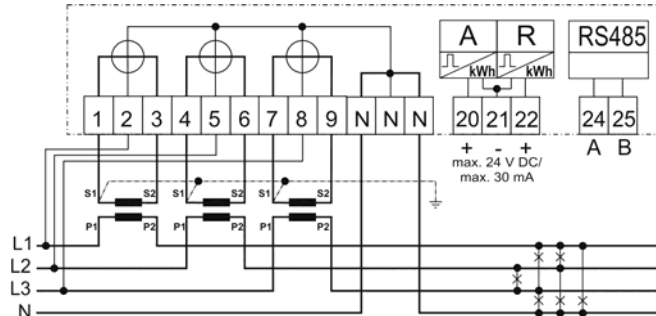 A R RS485
kWh kWh
1 2 3 4 5 6 7 8 9 N N N 20 21 22 24 25
+ - + A B
max. 24 V DC/
max. 30 mA
S1 S2 S1 S2 S1 S2
P1 P2 P1 P2 P1 P2
L1
L2
L3
N